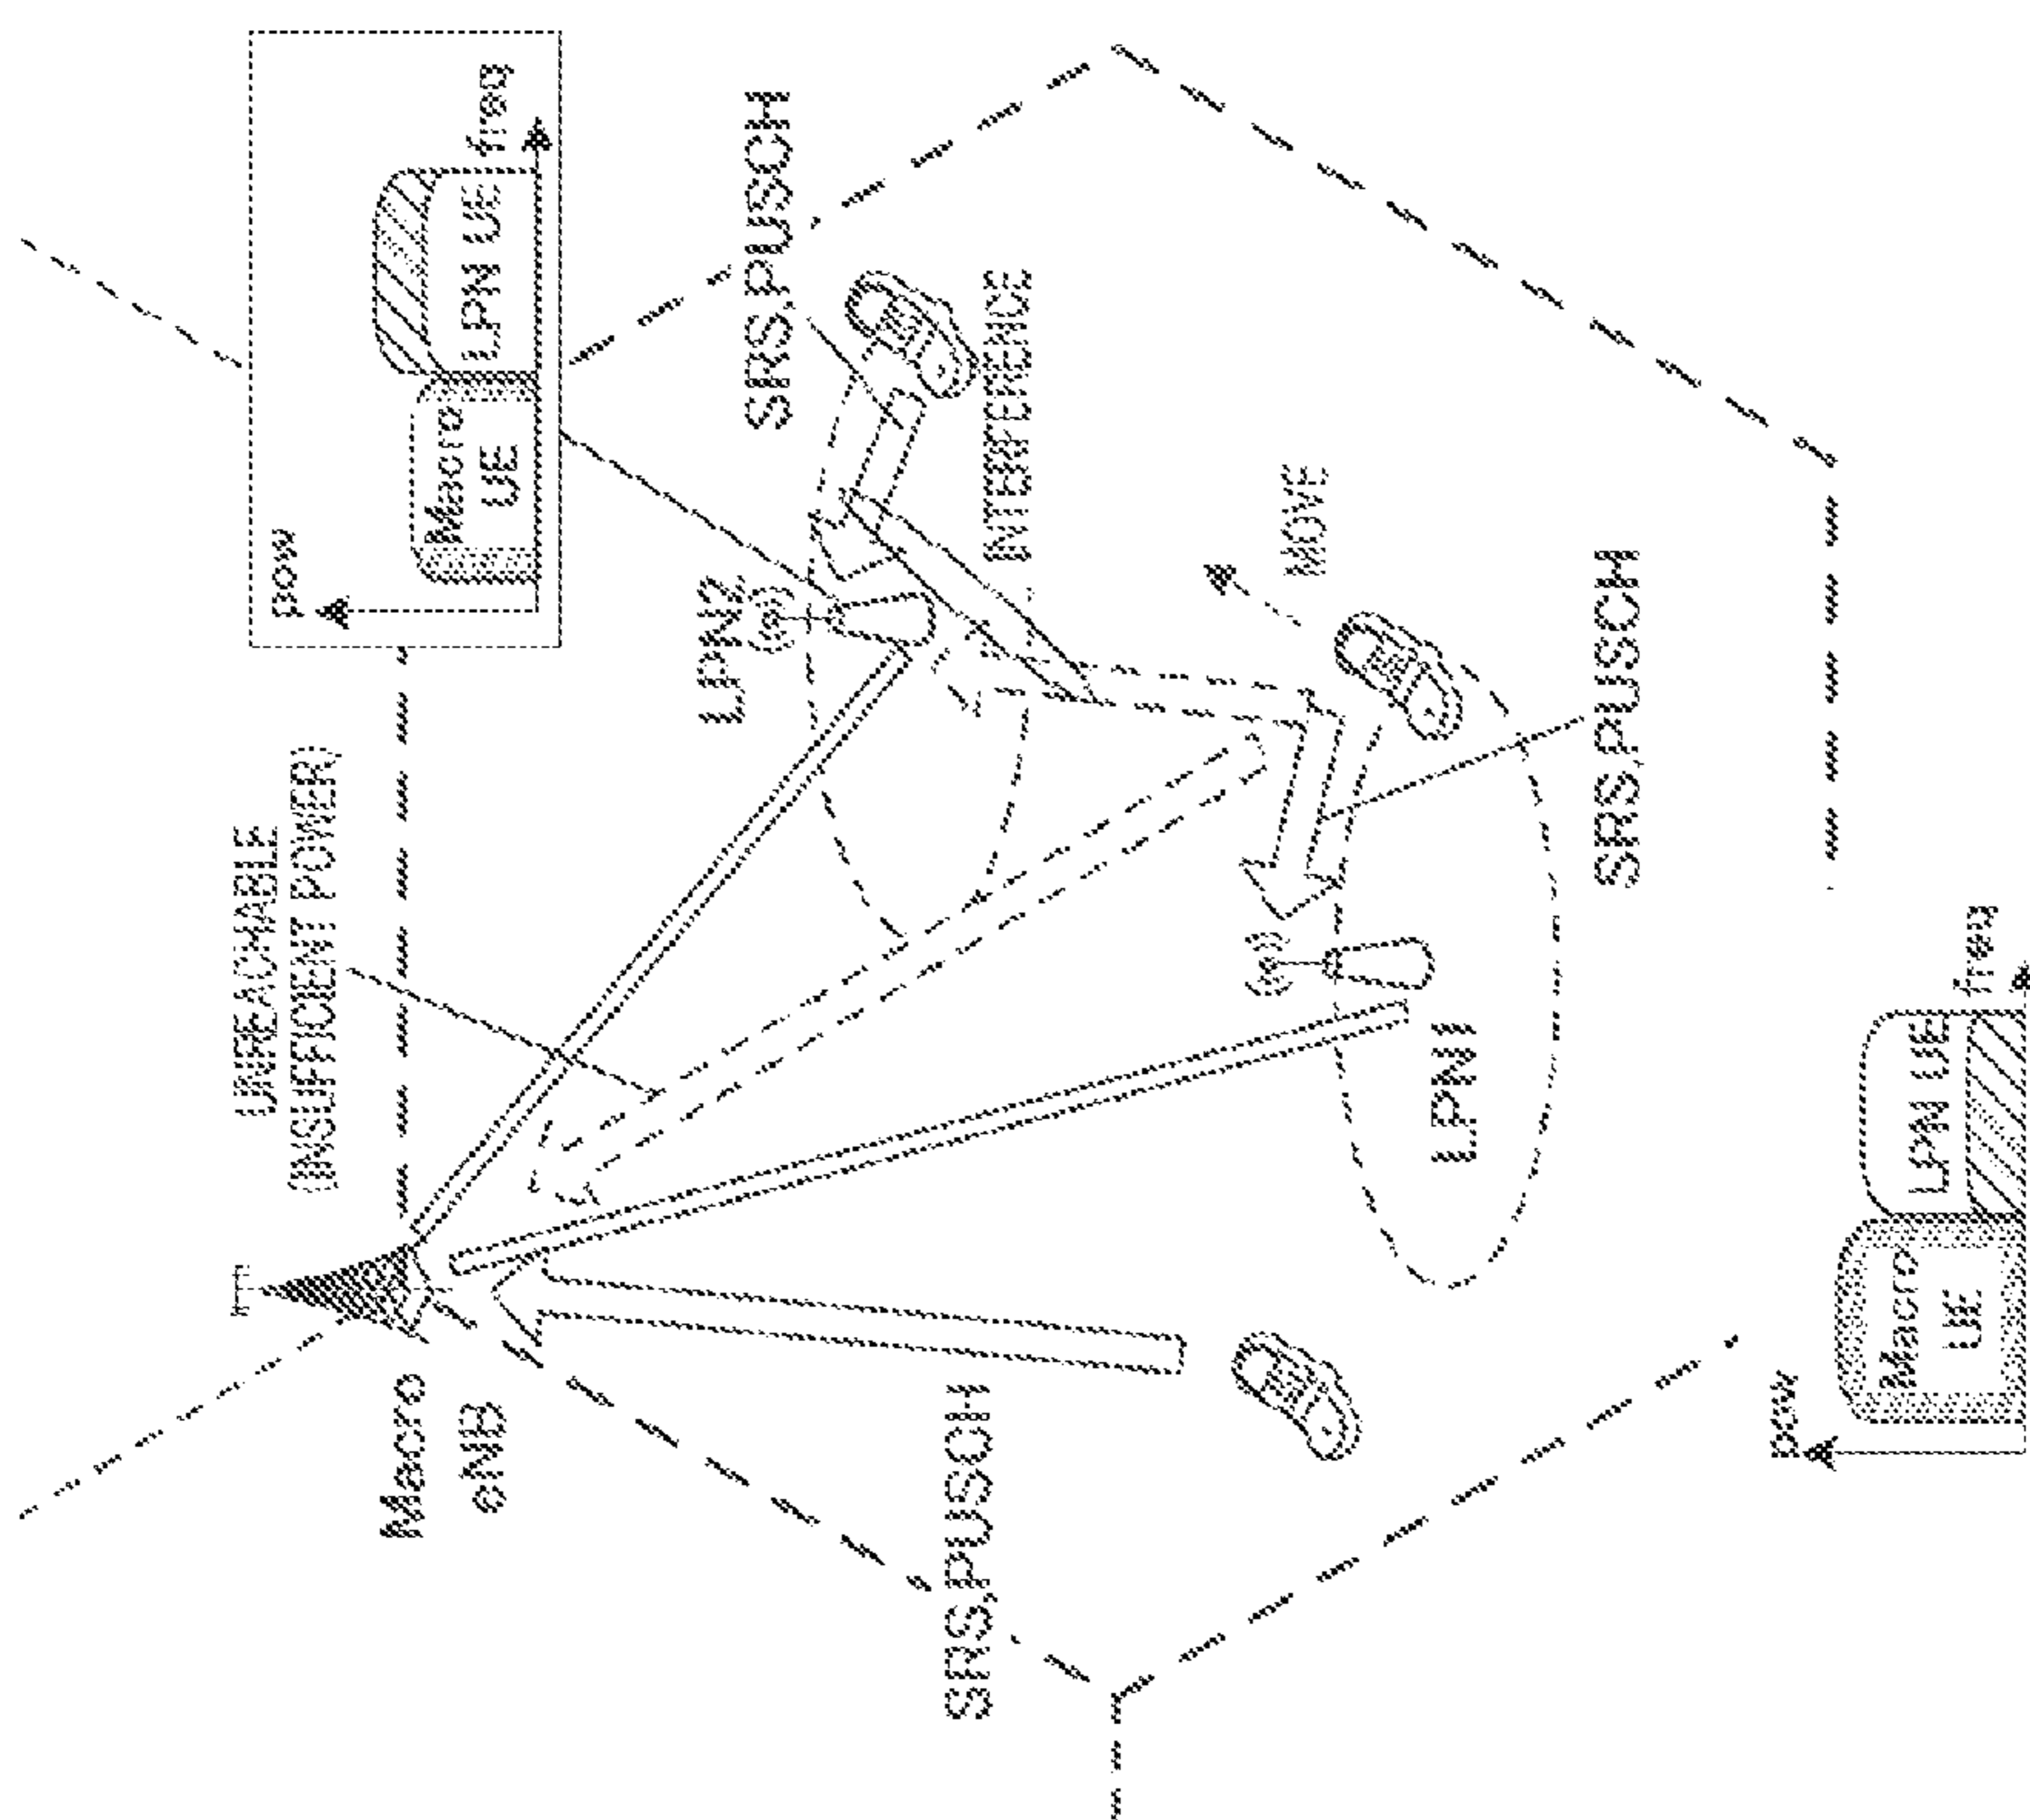 Macro
eNB
UNREACHABLE
(INSUFFICIENT POWER)
pow
Macro
UE
LPN UE
freq
LPN2
SRS,PUSCH
INTERFERENCE
SRS,PUSCH
MOVE
LPN1
SRS,PUSCH
pow
Macro
UE
LPN UE
freq